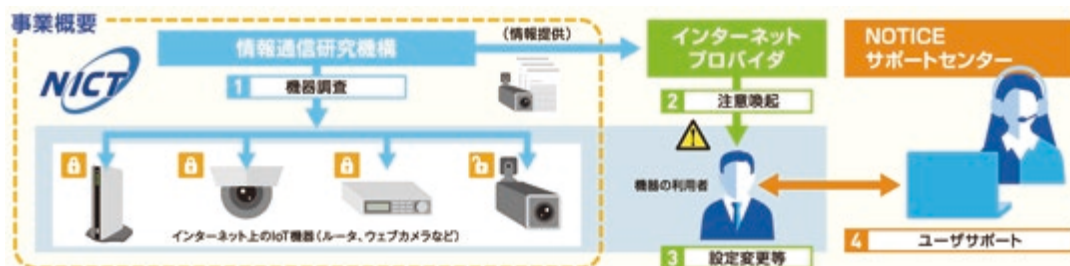 事業概要
NICT
情報通信研究機構
(情報提供)
1 機器調査
インターネット上のIoT機器(ルータ、ウェブカメラなど)
インターネット
プロバイダ
2 注意喚起
機器の利用者
3 設定変更等
NOTICE
サポートセンター
4 ユーザサポート